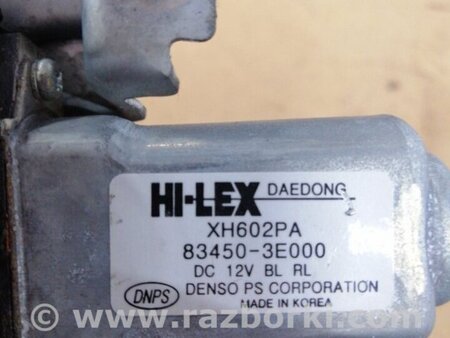 HI-LEX DAEDONG
XH602PA
83450-3E000
DC 12V BL RL
DNPS DENSO PS CORPORATION
MADE IN KOREA
© www.razborki.com